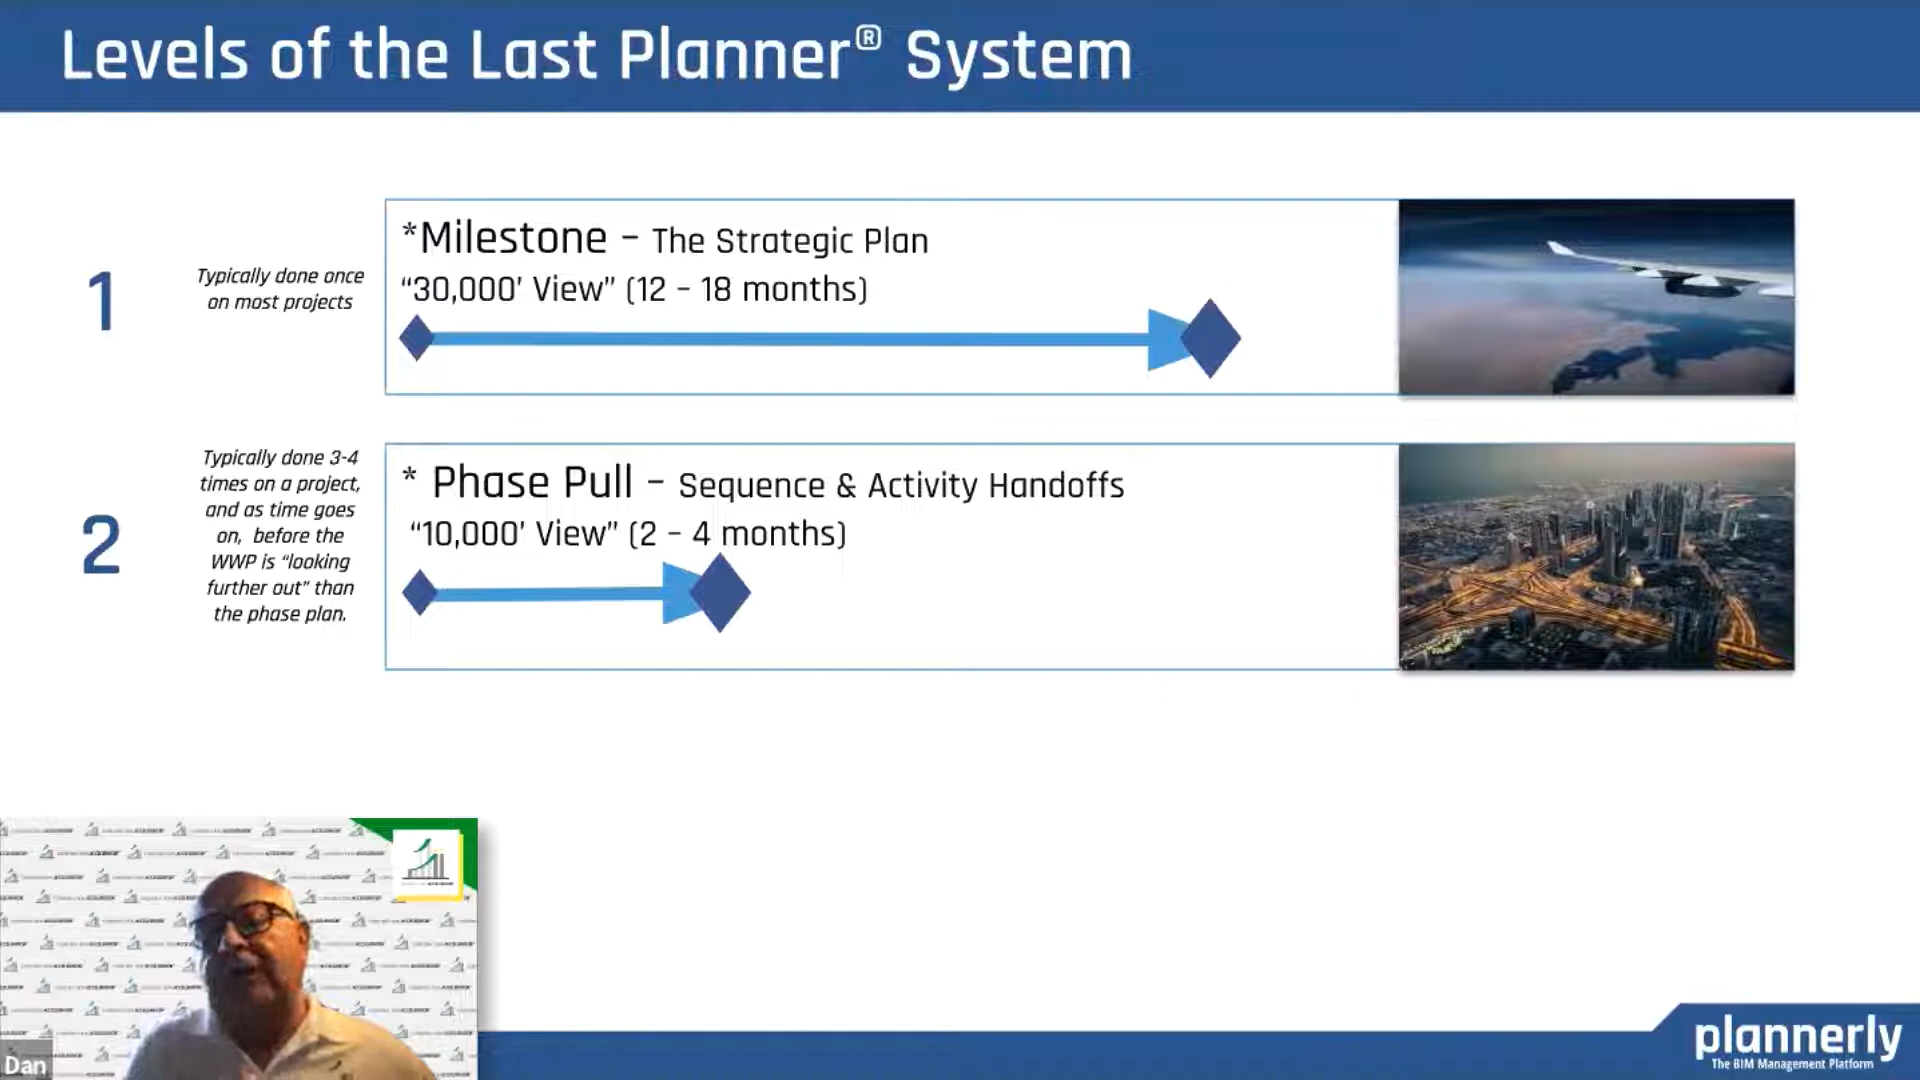 Levels of the Last Planner® System
1
Typically done once
on most projects
*Milestone – The Strategic Plan
“30,000’ View” (12 – 18 months)
2
Typically done 3-4
times on a project,
and as time goes
on, before the
WWP is “looking
further out” than
the phase plan.
* Phase Pull – Sequence & Activity Handoffs
“10,000’ View” (2 – 4 months)
Dan
plannerly
The BIM Management Platform